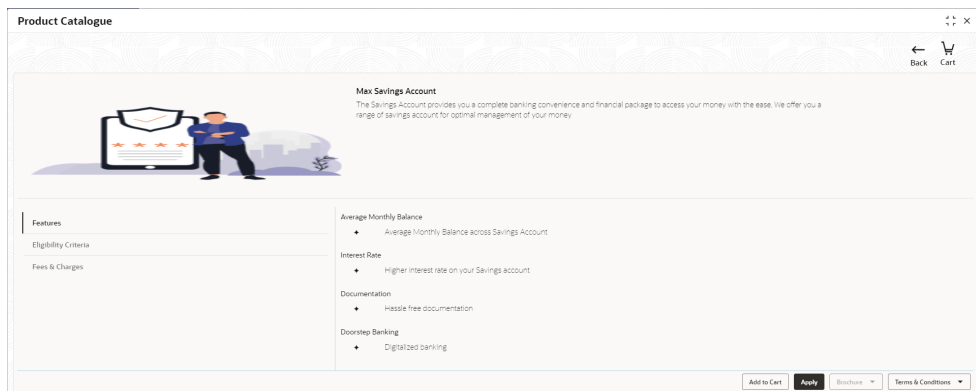 Product Catalogue
Back
Cart
Max Savings Account
The Savings Account provides you a complete banking convenience and financial package to access your money with the ease. We offer you a
range of savings account for optimal management of your money
Features
Eligibility Criteria
Fees & Charges
Average Monthly Balance
Average Monthly Balance across Savings Account
Interest Rate
Higher interest rate on your Savings account
Documentation
Hassle free documentation
Doorstep Banking
Digitalized banking
Add to Cart
Apply
Brochure
Terms & Conditions